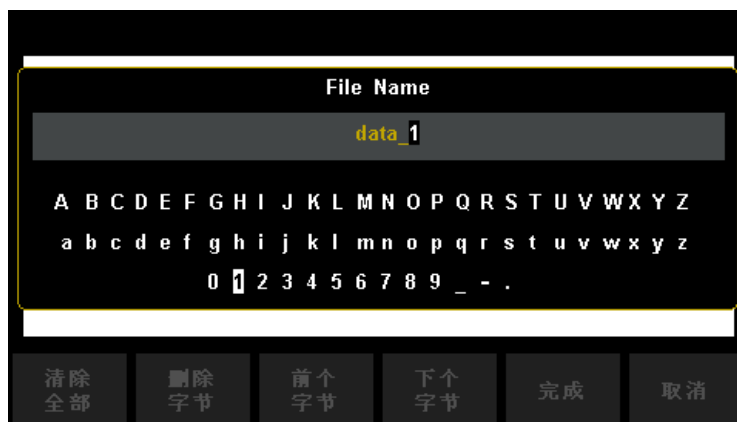 File Name
data_1
A B C D E F G H I J K L M N O P Q R S T U V W X Y Z
a b c d e f g h i j k l m n o p q r s t u v w x y z
0 1 2 3 4 5 6 7 8 9 _ - .
清除 删除 前个 下个 完成 取消
全部 字节 字节 字节